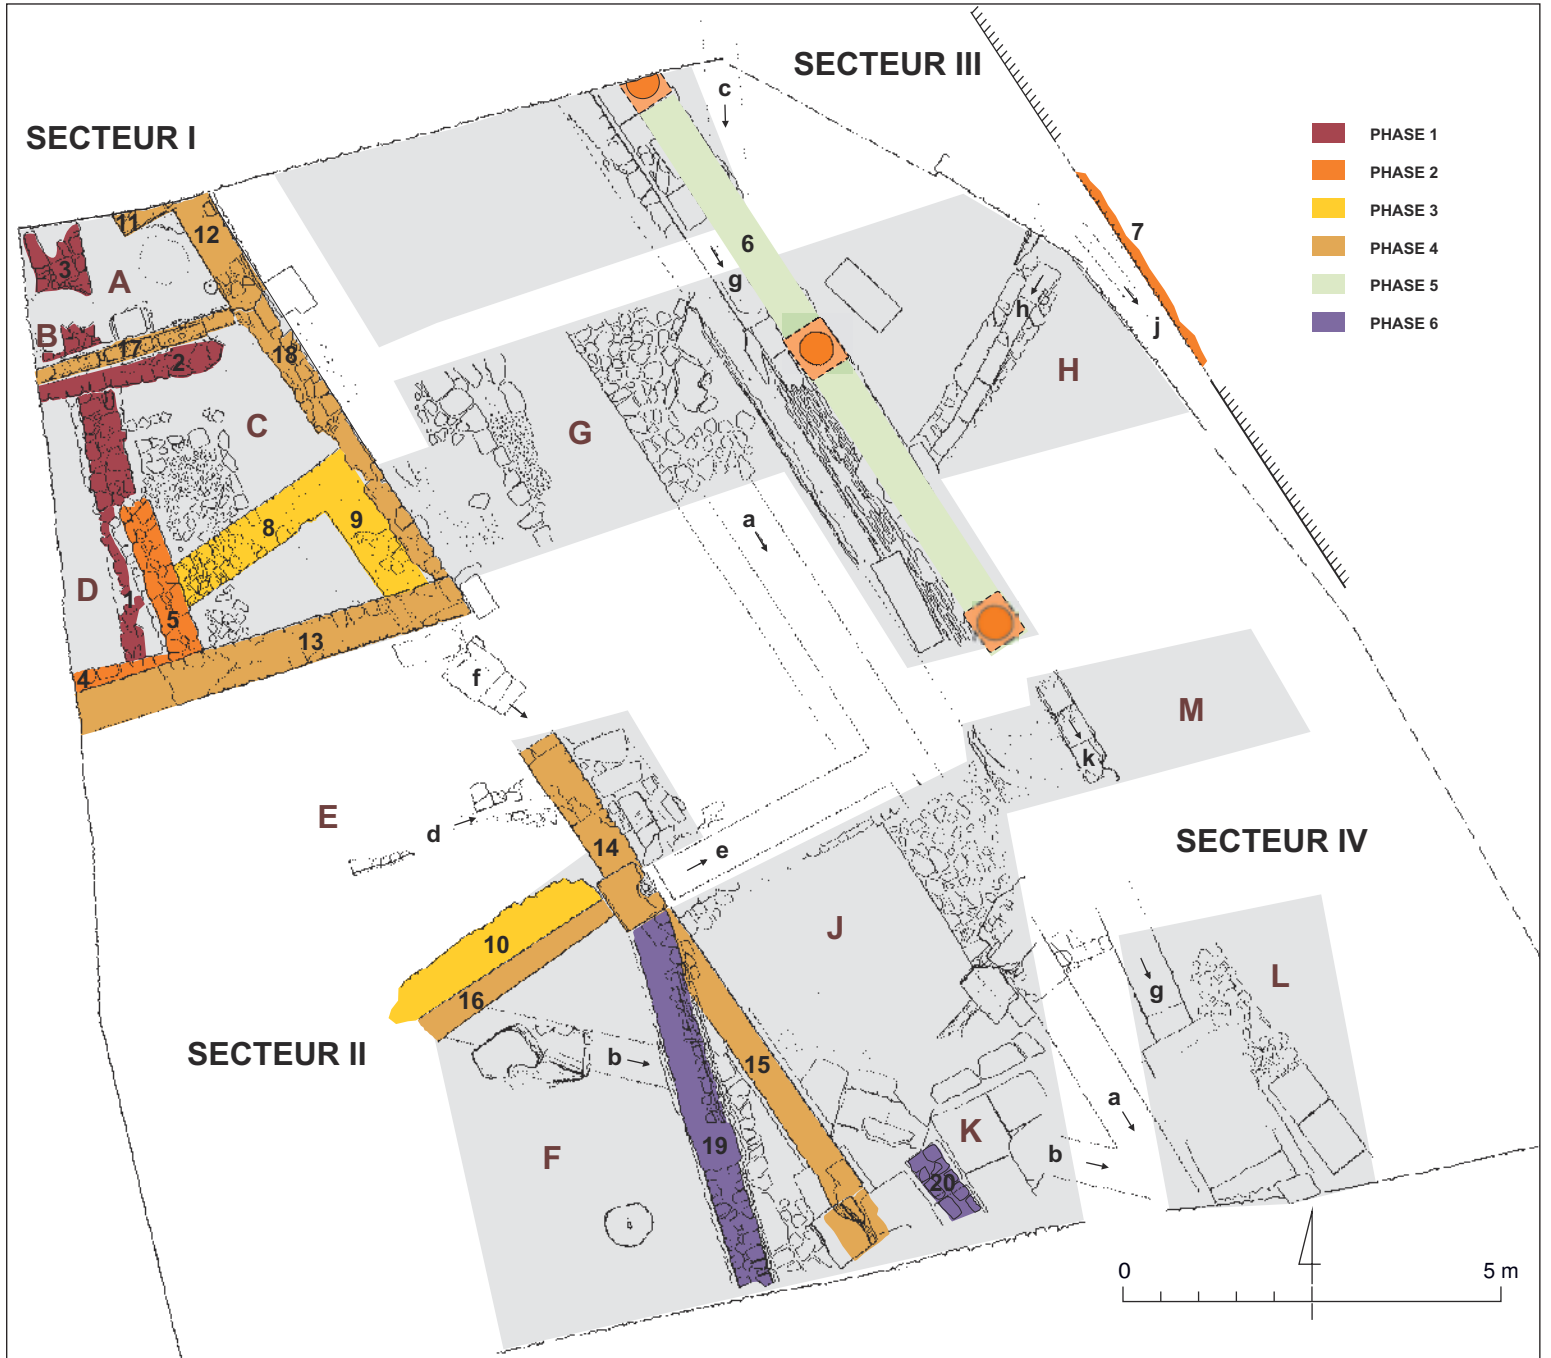 SECTEUR III
c
SECTEUR I
PHASE 1
PHASE 2
PHASE 3
PHASE 4
PHASE 5
PHASE 6
11
12
7
6
3
A
g
h
j
B
17
18
2
H
C
G
8
9
a
D
1
5
13
4
f
M
k
E
d
14
e
SECTEUR IV
J
10
16
L
g
SECTEUR II
b
15
a
K
19
b
F
20
0
5 m